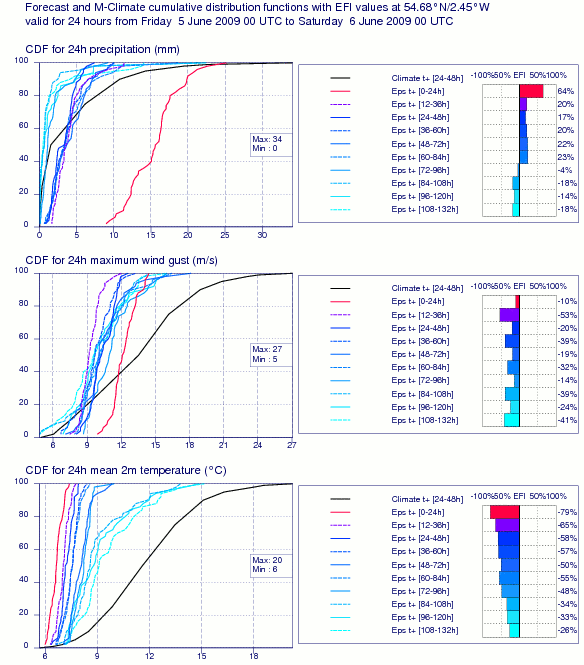 Forecast and M-Climate cumulative distribution functions with EFI values at 54.68°N/2.45°W
valid for 24 hours from Friday 5 June 2009 00 UTC to Saturday 6 June 2009 00 UTC
CDF for 24h precipitation (mm)
100
80
60
40
20
0
0 5 10 15 20 25 30
Max: 34
Min : 0
-100%50% EFI 50%100%
Climate t+ [24-48h]
Eps t+ [0-24h] 64%
Eps t+ [12-36h] 20%
Eps t+ [24-48h] 17%
Eps t+ [36-60h] 20%
Eps t+ [48-72h] 22%
Eps t+ [60-84h] 23%
Eps t+ [72-96h] -4%
Eps t+ [84-108h] -18%
Eps t+ [96-120h] -14%
Eps t+ [108-132h] -18%
CDF for 24h maximum wind gust (m/s)
100
80
60
40
20
0
6 9 12 15 18 21 24 27
Max: 27
Min : 5
-100%50% EFI 50%100%
Climate t+ [24-48h]
Eps t+ [0-24h] -10%
Eps t+ [12-36h] -53%
Eps t+ [24-48h] -20%
Eps t+ [36-60h] -39%
Eps t+ [48-72h] -19%
Eps t+ [60-84h] -32%
Eps t+ [72-96h] -14%
Eps t+ [84-108h] -39%
Eps t+ [96-120h] -24%
Eps t+ [108-132h] -41%
CDF for 24h mean 2m temperature (°C)
100
80
60
40
20
0
6 9 12 15 18
Max: 20
Min : 6
-100%50% EFI 50%100%
Climate t+ [24-48h]
Eps t+ [0-24h] -79%
Eps t+ [12-36h] -65%
Eps t+ [24-48h] -58%
Eps t+ [36-60h] -57%
Eps t+ [48-72h] -50%
Eps t+ [60-84h] -55%
Eps t+ [72-96h] -48%
Eps t+ [84-108h] -34%
Eps t+ [96-120h] -33%
Eps t+ [108-132h] -26%